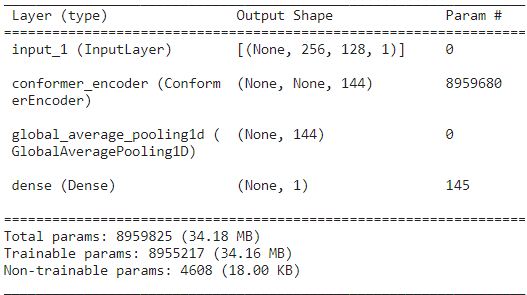 Layer (type) Output Shape Param #
================================================================
input_1 (InputLayer) [(None, 256, 128, 1)] 0
conformer_encoder (Conform (None, None, 144) 8959680
erEncoder)
global_average_pooling1d ( (None, 144) 0
GlobalAveragePooling1D)
dense (Dense) (None, 1) 145
================================================================
Total params: 8959825 (34.18 MB)
Trainable params: 8955217 (34.16 MB)
Non-trainable params: 4608 (18.00 KB)